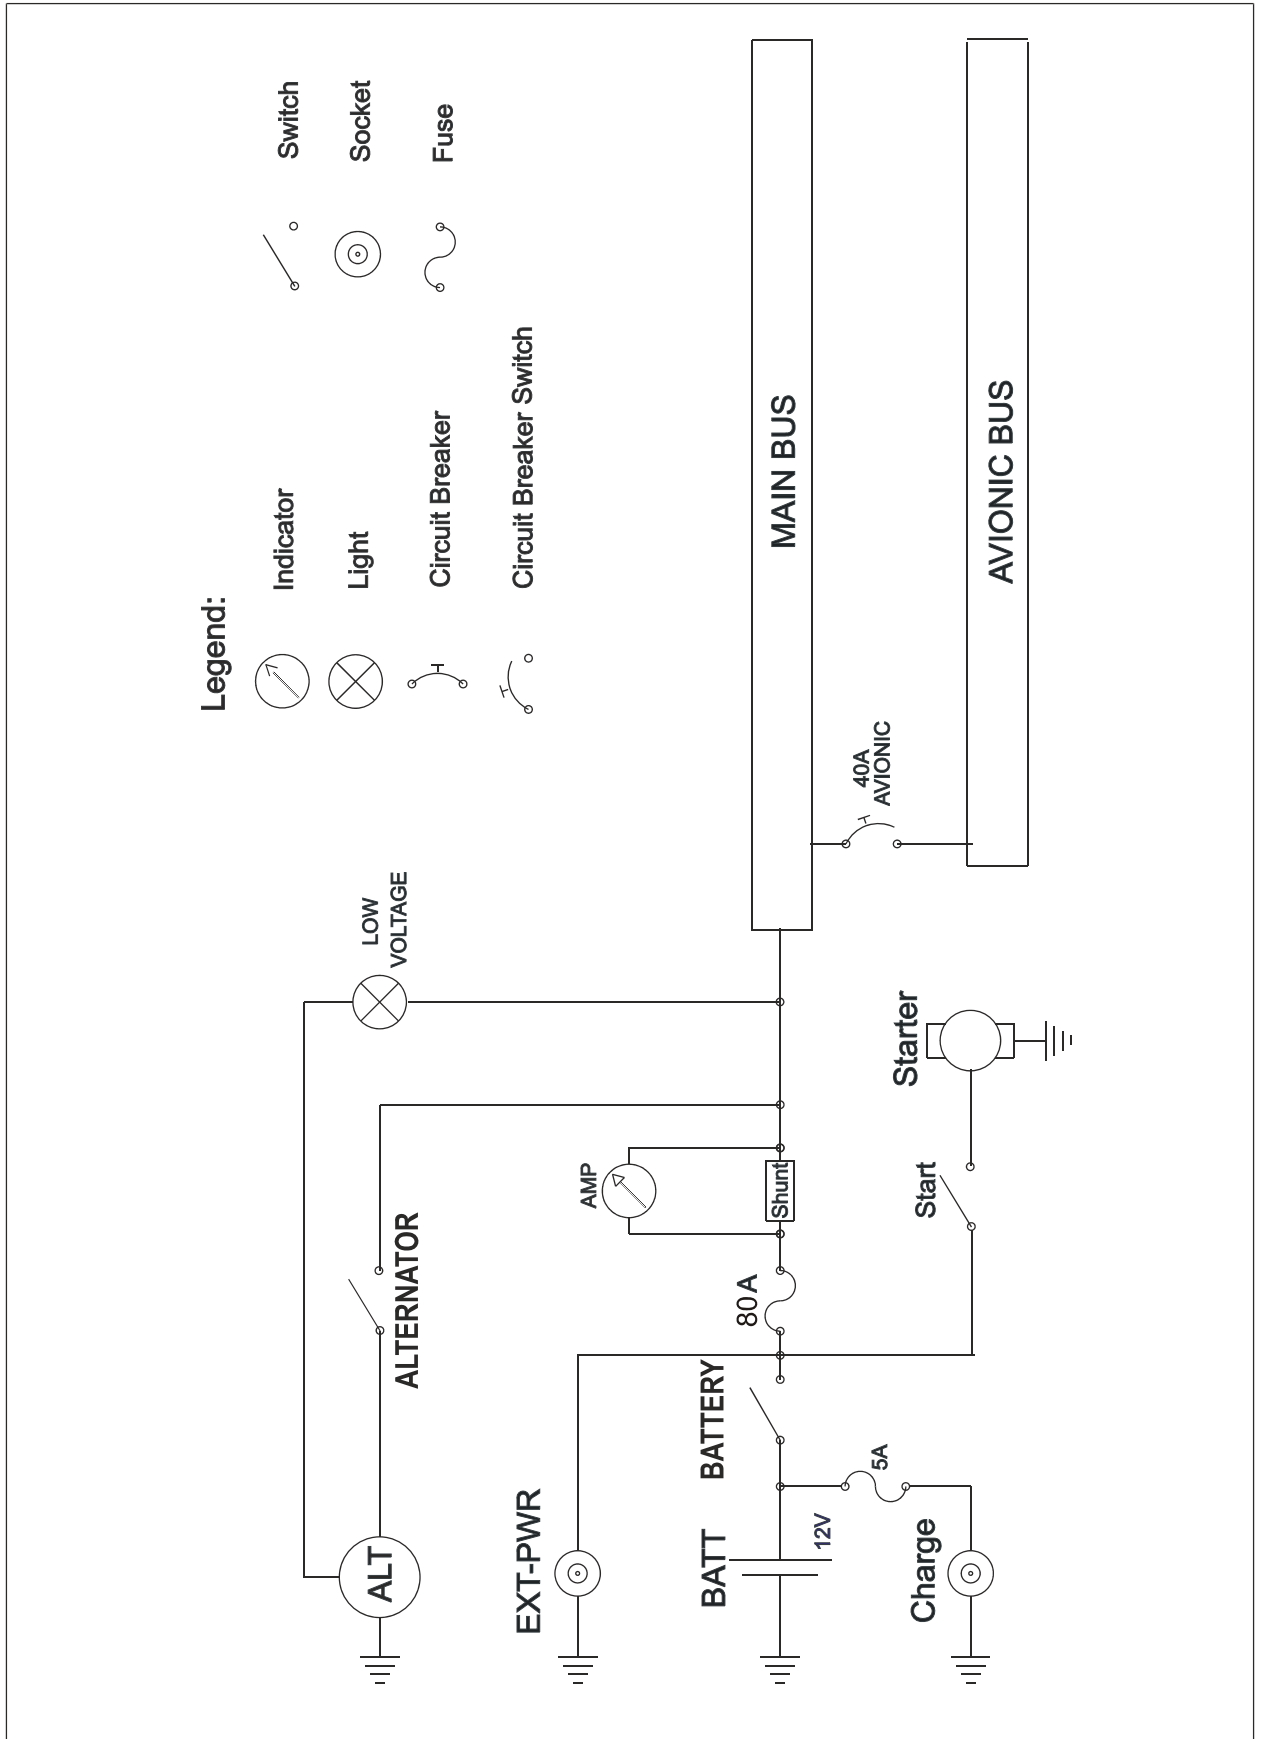 Legend:
Indicator
Switch
Light
Socket
Circuit Breaker
Fuse
Circuit Breaker Switch
LOW
VOLTAGE
ALT
ALTERNATOR
AMP
EXT-PWR
BATT
12V
BATTERY
80A
Shunt
MAIN BUS
40A
AVIONIC
5A
Charge
Start
Starter
AVIONIC BUS